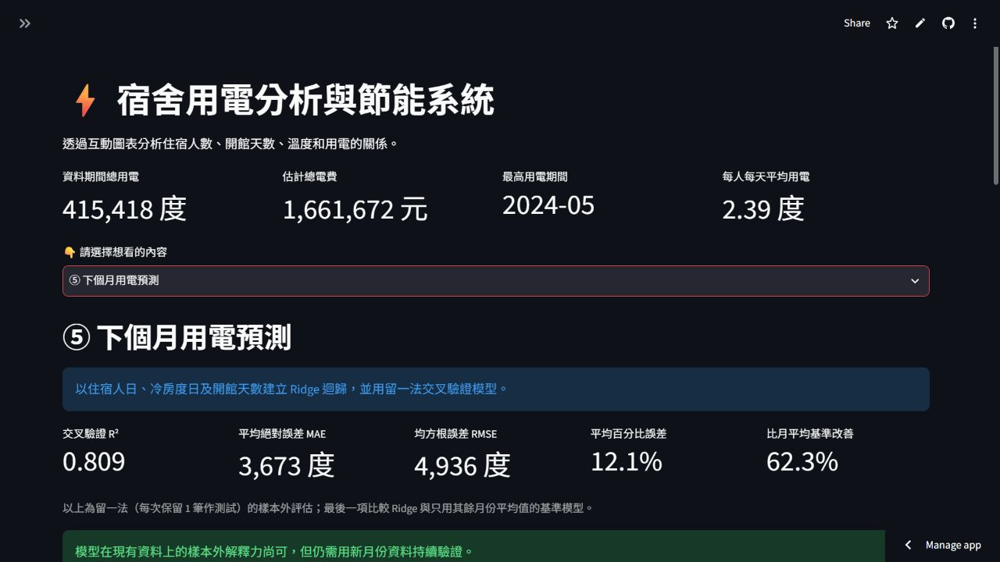 Share
宿舍用電分析與節能系統
透過互動圖表分析住宿人數、開館天數、溫度和用電的關係。
資料期間總用電
415,418 度
估計總電費
1,661,672 元
最高用電期間
2024-05
每人每天平均用電
2.39 度
👇 請選擇想看的內容
⑤ 下個月用電預測
⑤ 下個月用電預測
以住宿人日、冷房度日及開館天數建立 Ridge 迴歸，並用留一法交叉驗證模型。
交叉驗證 R²
0.809
平均絕對誤差 MAE
3,673 度
均方根誤差 RMSE
4,936 度
平均百分比誤差
12.1%
比月平均基準改善
62.3%
以上為留一法（每次保留 1 筆作測試）的樣本外評估；最後一項比較 Ridge 與只用其餘月份平均值的基準模型。
模型在現有資料上的樣本外解釋力尚可，但仍需用新月份資料持續驗證。
Manage app